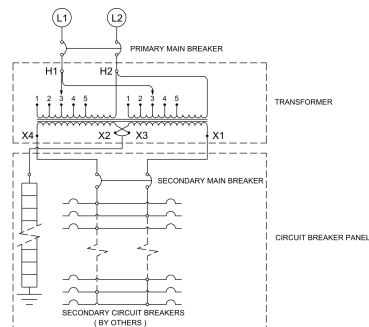 L1 L2
PRIMARY MAIN BREAKER
H1 H2
1 2 3 4 5 1 2 3 4 5
TRANSFORMER
X4 X2 X3 X1
SECONDARY MAIN BREAKER
CIRCUIT BREAKER PANEL
SECONDARY CIRCUIT BREAKERS
( BY OTHERS )